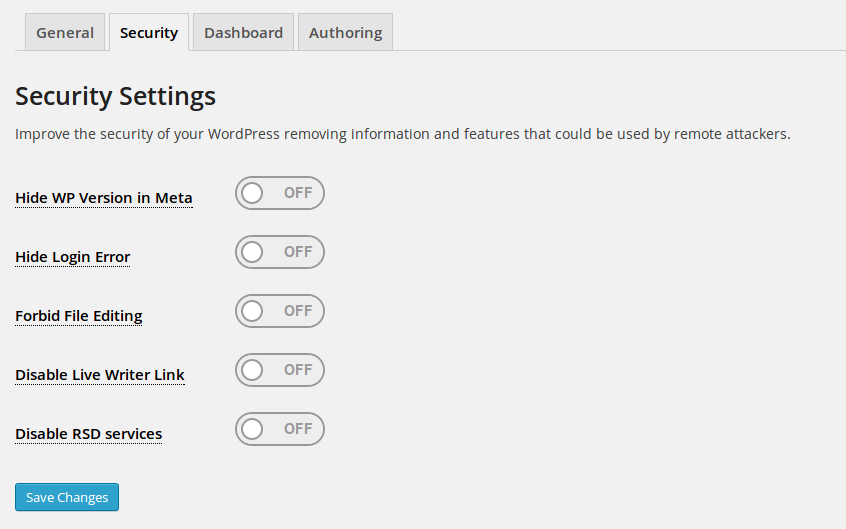 General Security Dashboard Authoring
Security Settings
Improve the security of your WordPress removing information and features that could be used by remote attackers.
Hide WP Version in Meta OFF
Hide Login Error OFF
Forbid File Editing OFF
Disable Live Writer Link OFF
Disable RSD services OFF
Save Changes